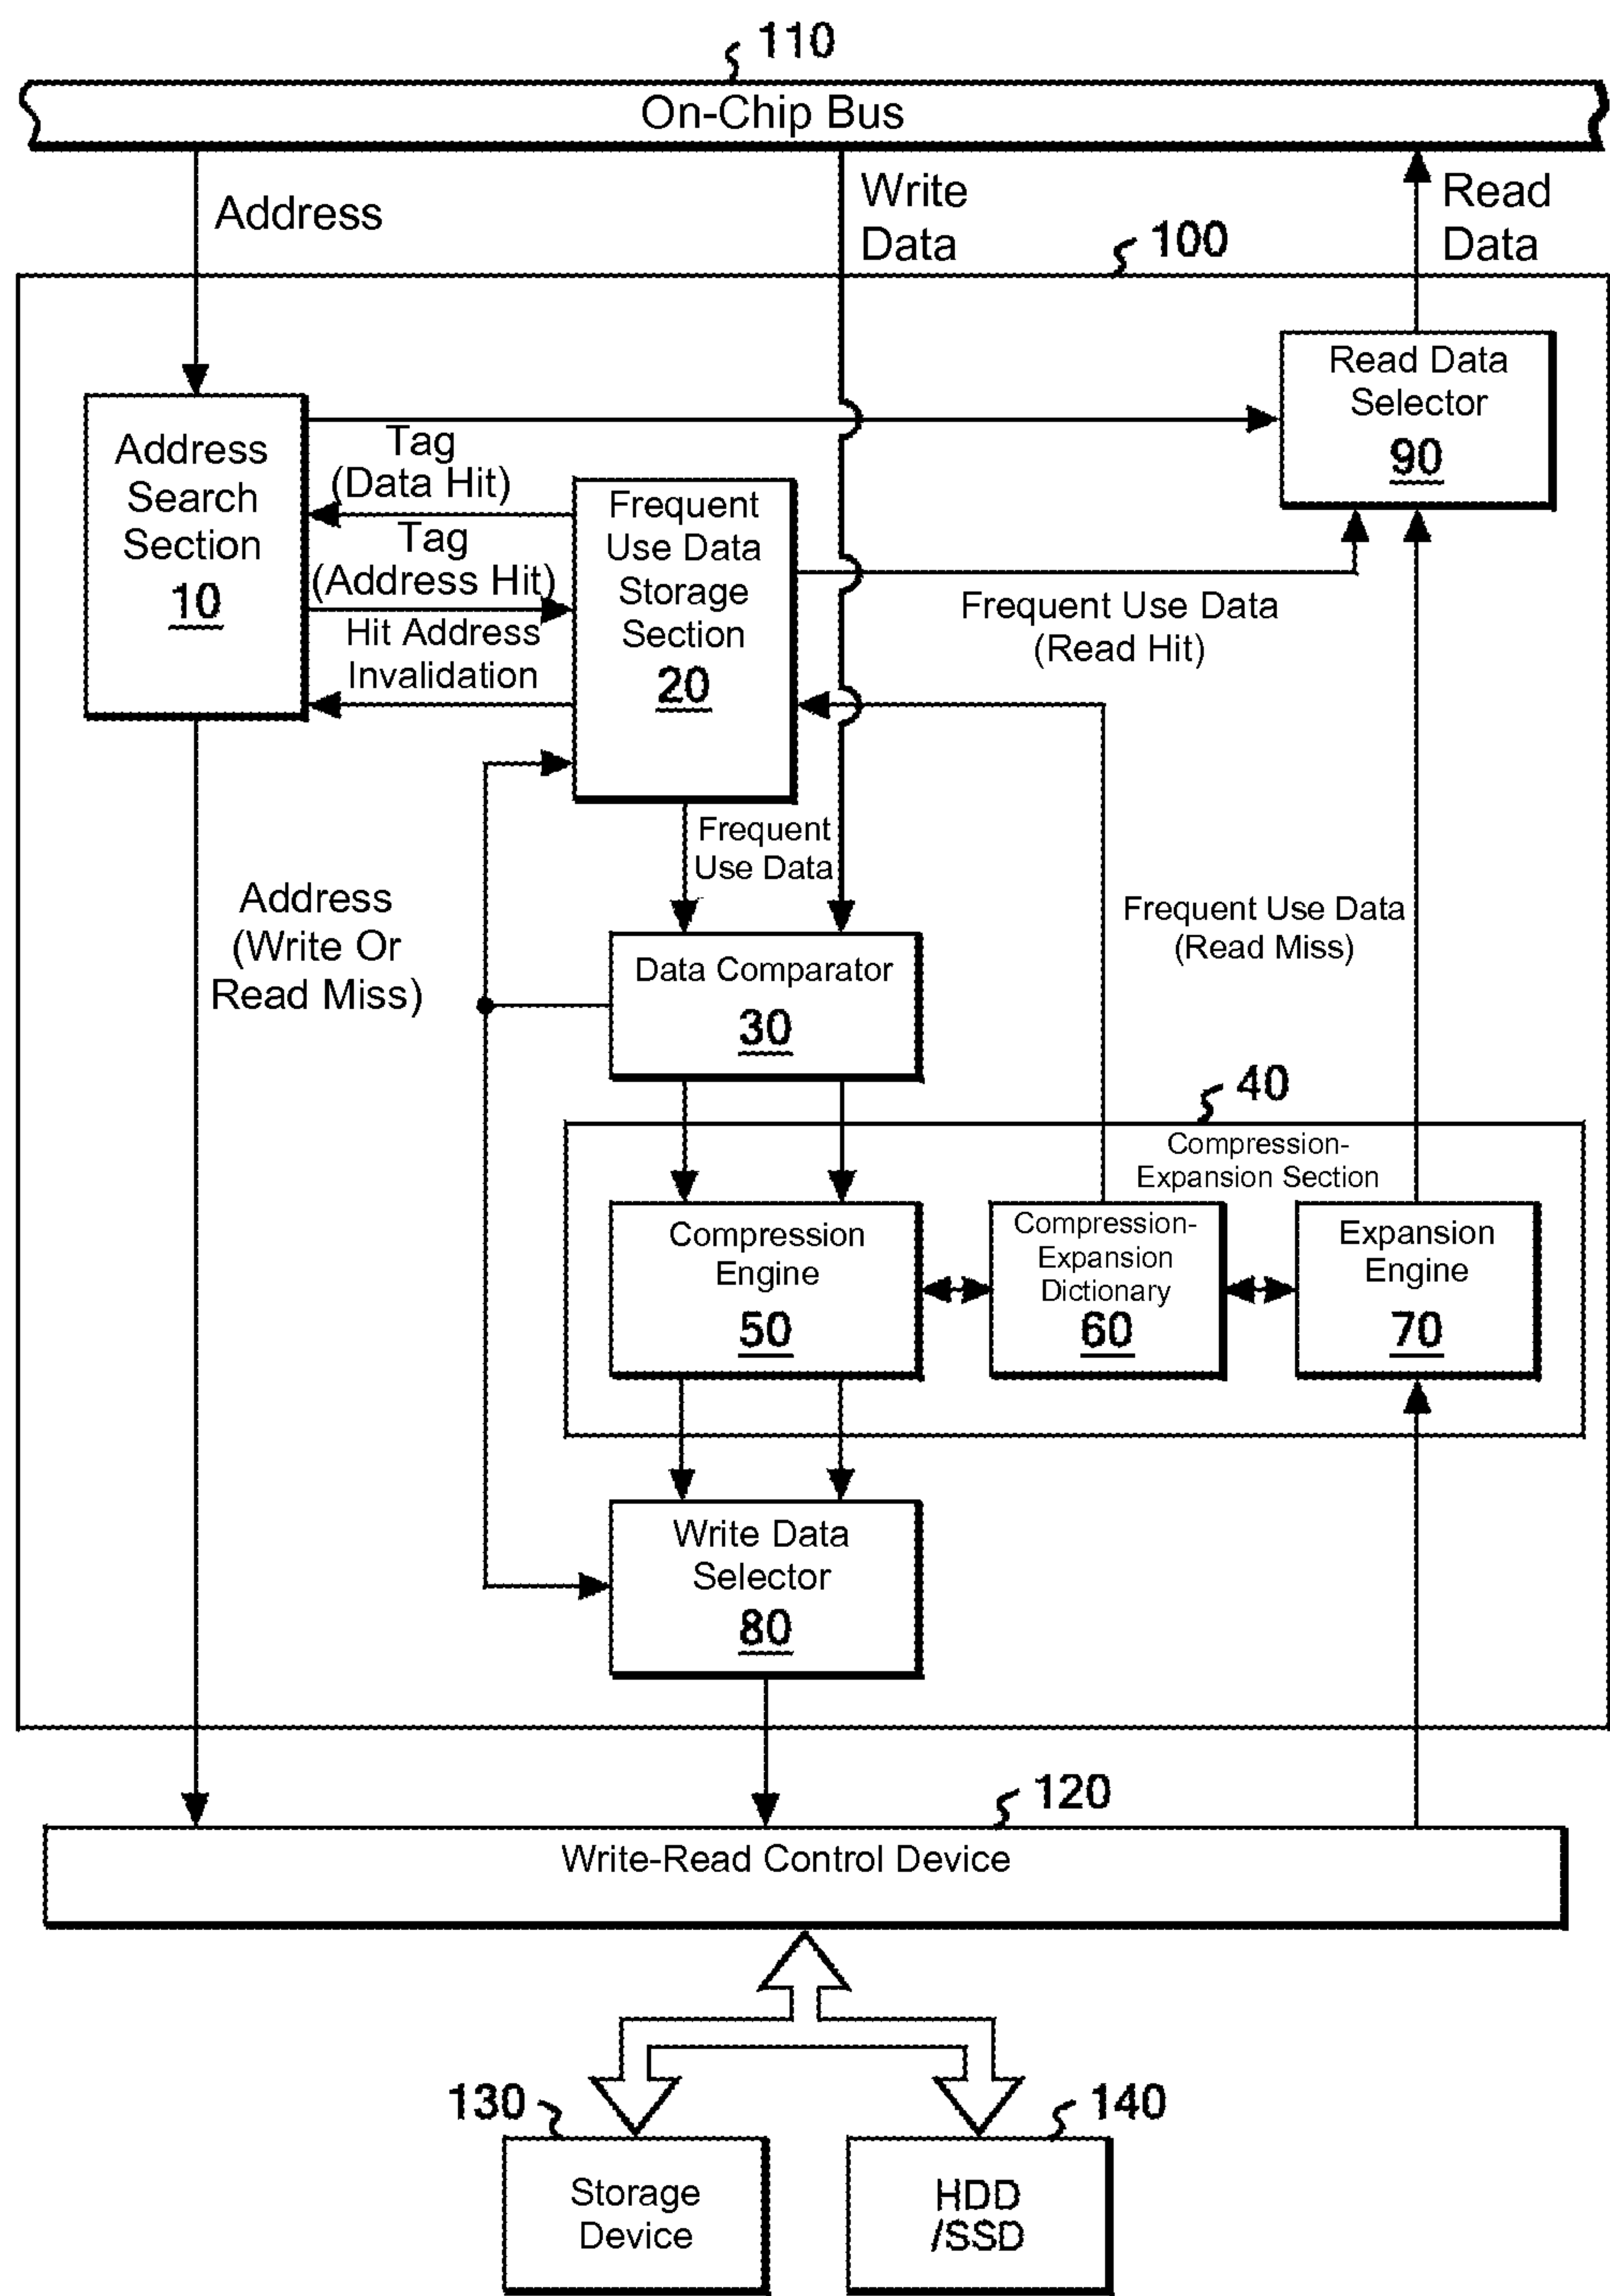 110
On-Chip Bus
Address
Write
Data
Read
Data
100
Read Data
Selector
90
Address
Search
Section
10
Tag
(Data Hit)
Tag
(Address Hit)
Hit Address
Invalidation
Frequent
Use Data
Storage
Section
20
Frequent Use Data
(Read Hit)
Frequent
Use Data
Address
(Write Or
Read Miss)
Frequent Use Data
(Read Miss)
Data Comparator
30
40
Compression-
Expansion Section
Compression
Engine
50
Compression-
Expansion
Dictionary
60
Expansion
Engine
70
Write Data
Selector
80
120
Write-Read Control Device
130
Storage
Device
140
HDD
/SSD